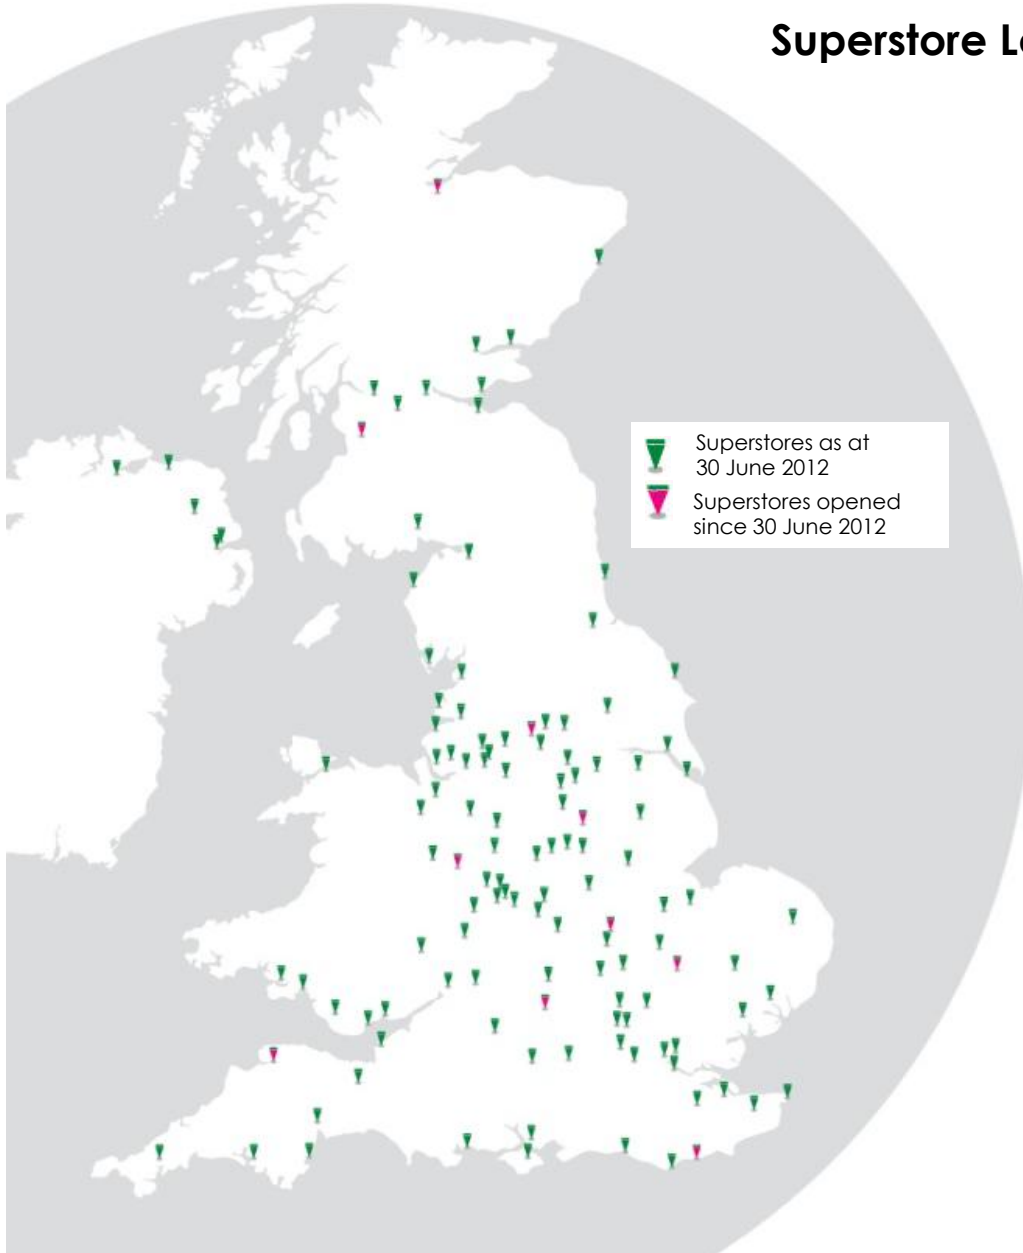 Superstore Lo
Superstores as at
30 June 2012
Superstores opened
since 30 June 2012